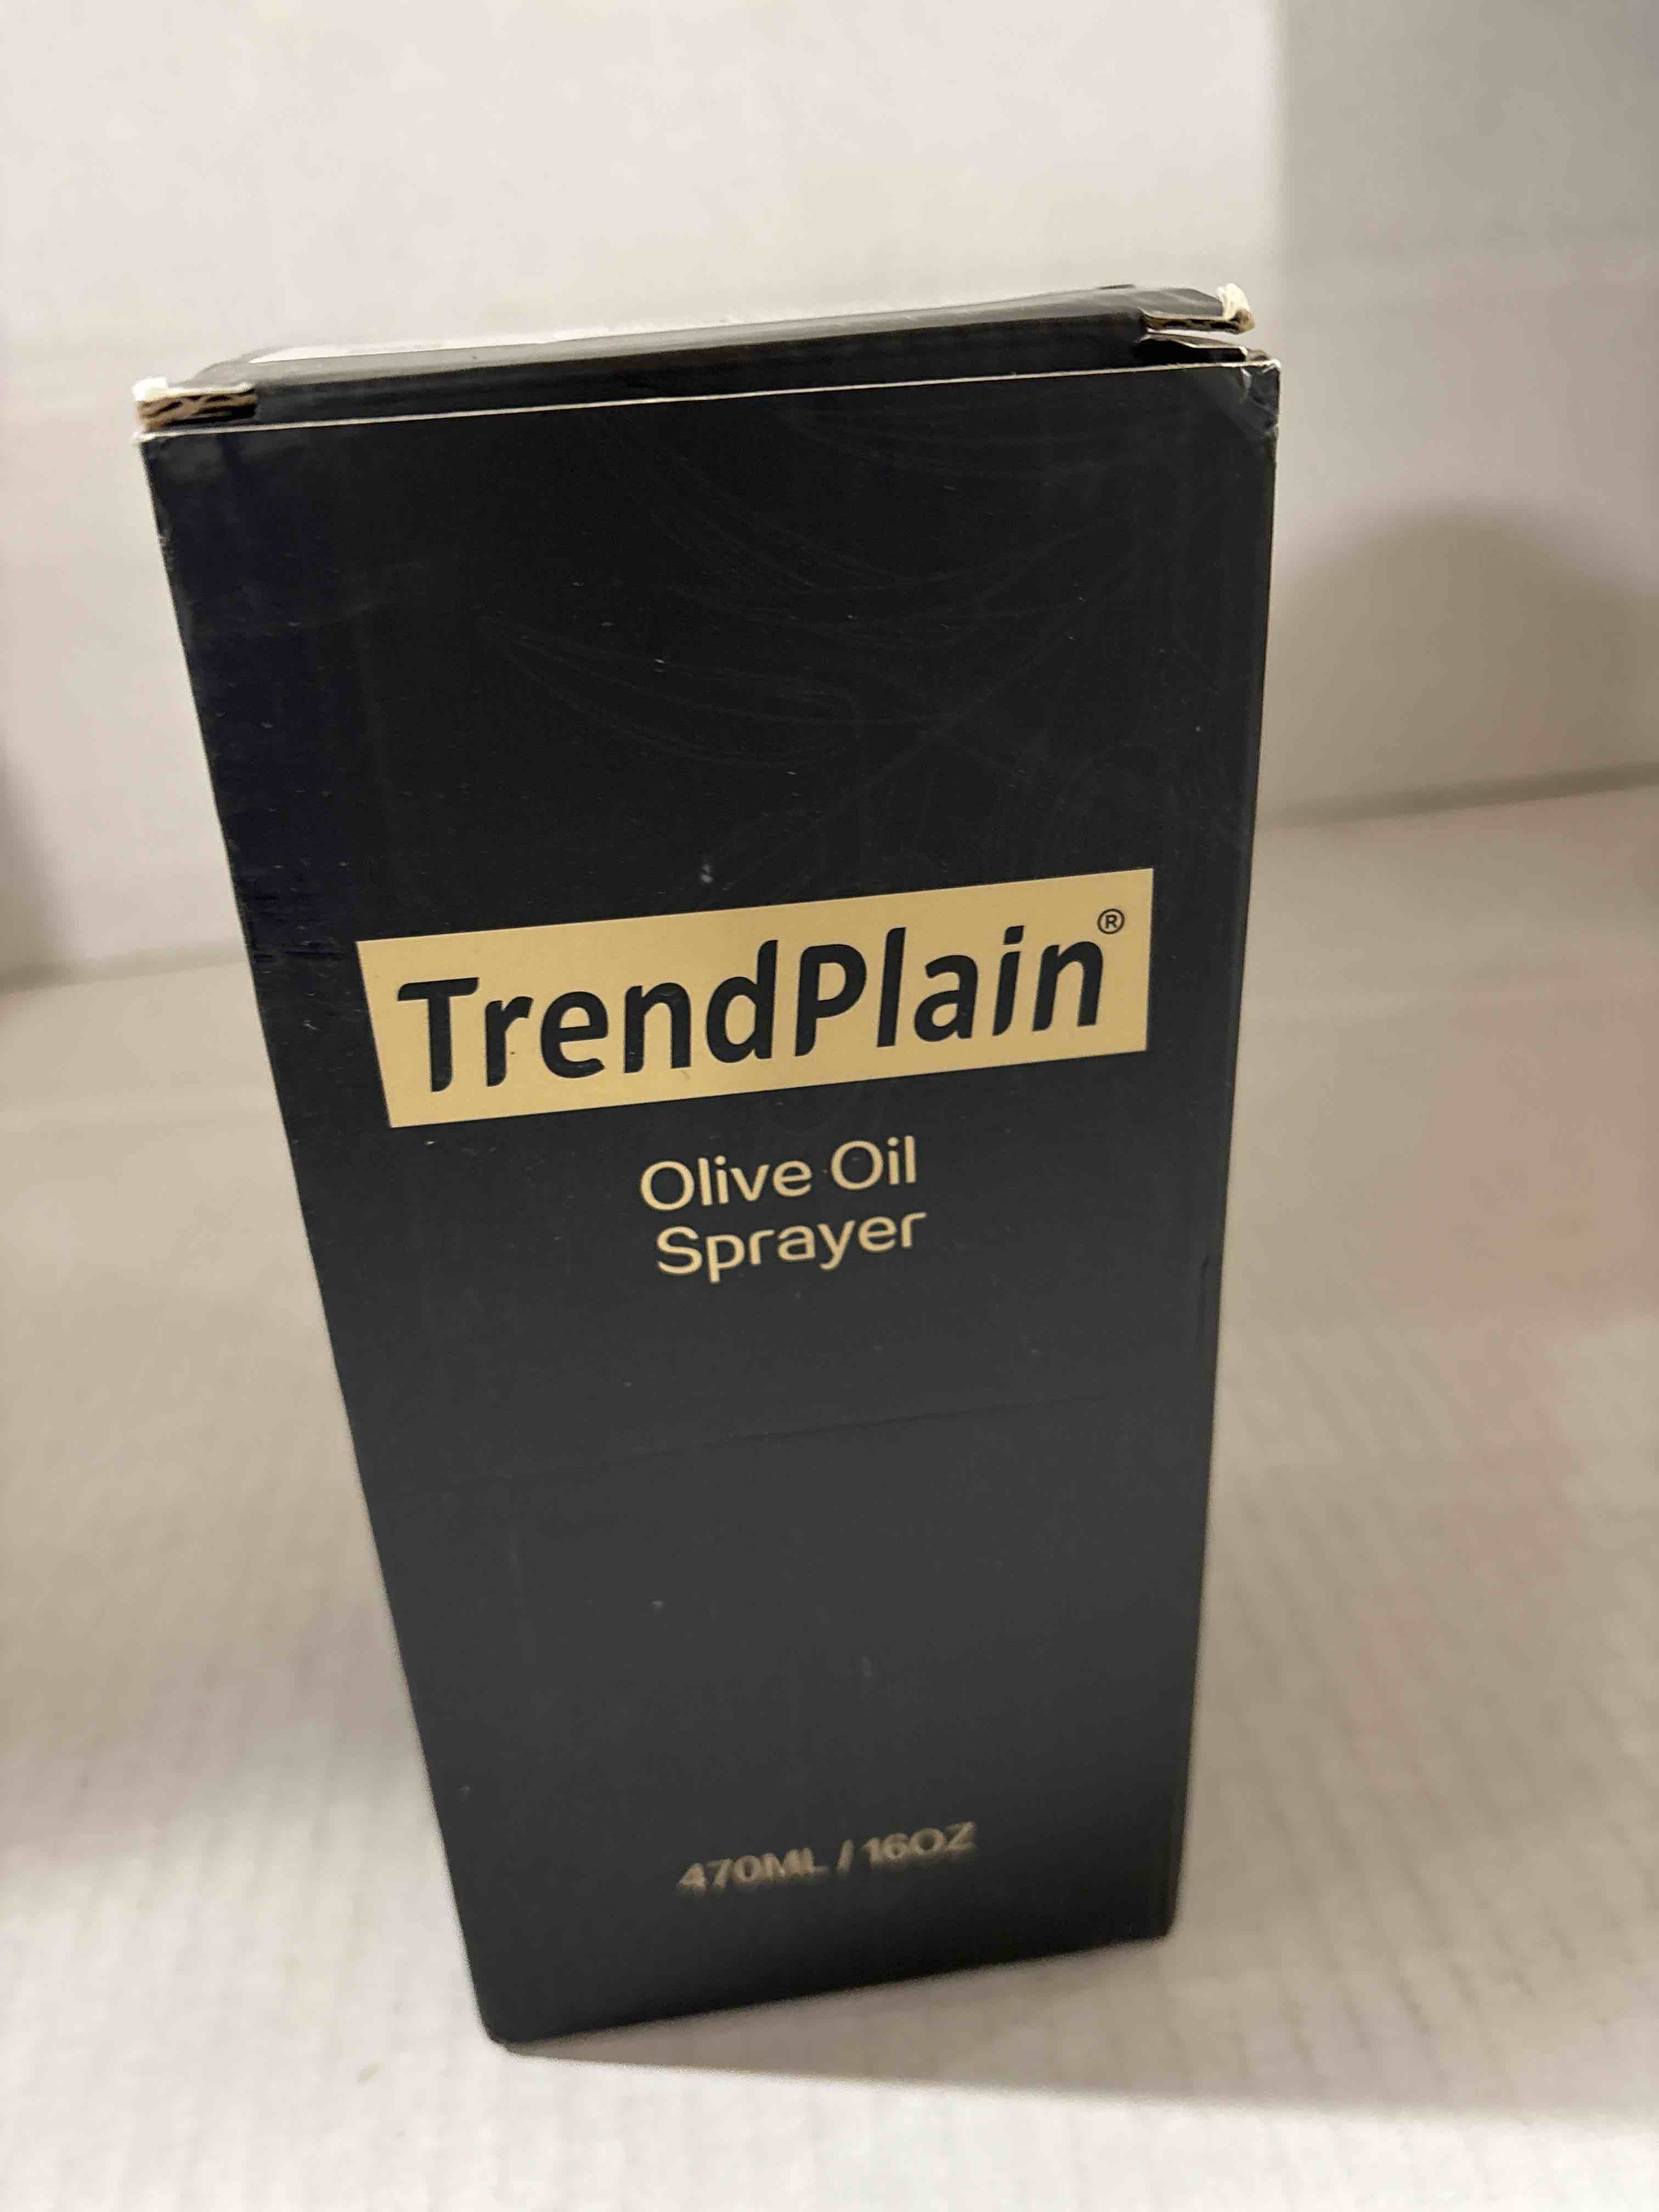 TrendPlain®
Olive Oil
Sprayer
470ML / 16OZ